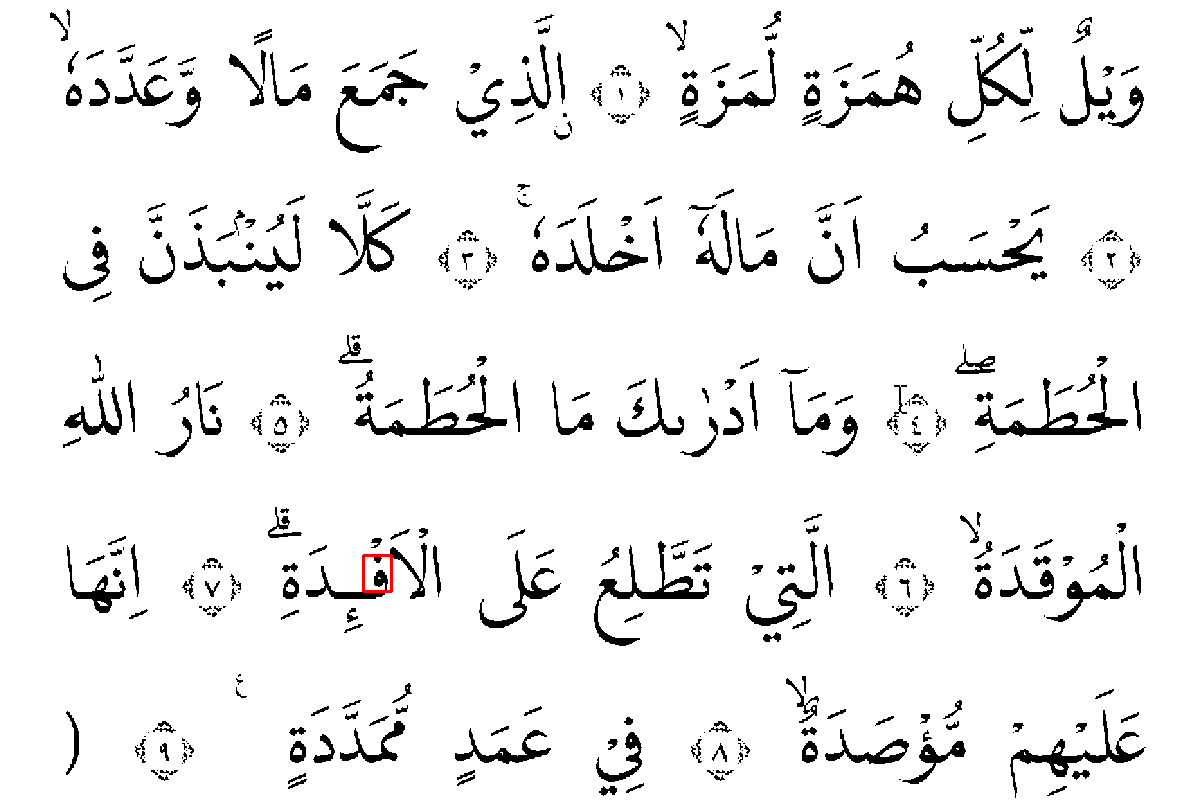 وَيْلٌ لِّكُلِّ هُمَزَةٍ لُّمَزَةٍۙ ١ ۨالَّذِيْ جَمَعَ مَالًا وَّعَدَّدَهٗۙ
٢ يَحْسَبُ اَنَّ مَالَهٗٓ اَخْلَدَهٗۚ ٣ كَلَّا لَيُنْۢبَذَنَّ فِى
الْحُطَمَةِۖ ٤ وَمَآ اَدْرٰىكَ مَا الْحُطَمَةُۗ ٥ نَارُ اللّٰهِ
الْمُوْقَدَةُۙ ٦ الَّتِيْ تَطَّلِعُ عَلَى الْاَفْـِٕدَةِۗ ٧ اِنَّهَا
عَلَيْهِمْ مُّؤْصَدَةٌۙ ٨ فِيْ عَمَدٍ مُّمَدَّدَةٍ ࣖ ٩ (